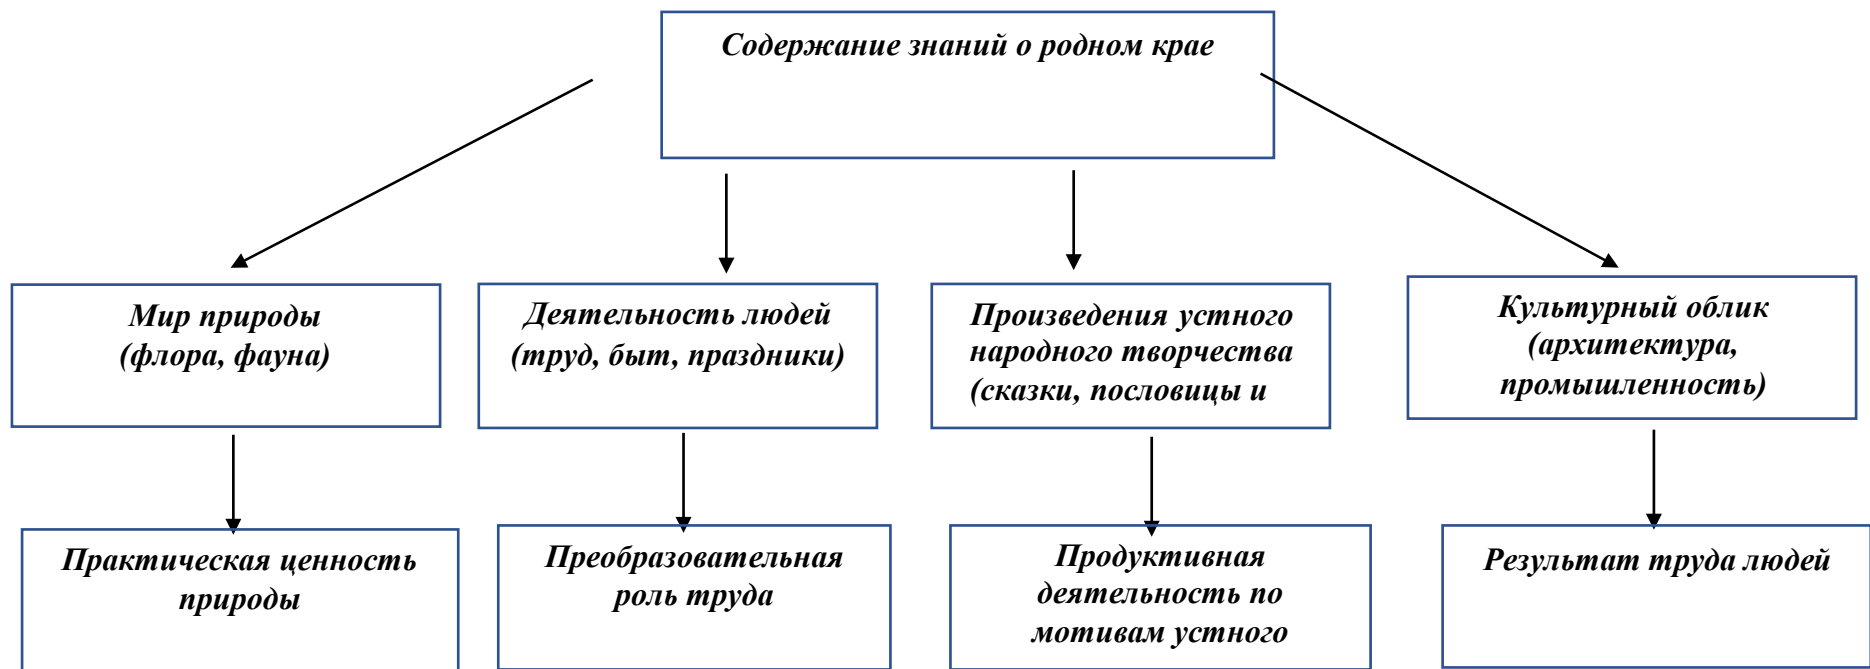 Содержание знаний о родном крае
Мир природы
(флора, фауна)
Деятельность людей
(труд, быт, праздники)
Произведения устного
народного творчества
(сказки, пословицы и
Культурный облик
(архитектура,
промышленность)
Практическая ценность
природы
Преобразовательная
роль труда
Продуктивная
деятельность по
мотивам устного
Результат труда людей